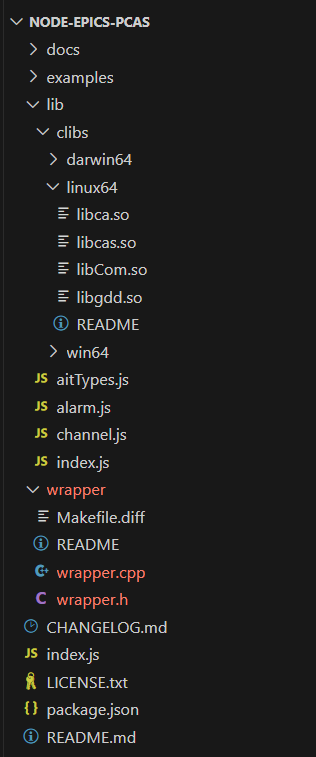 NODE-EPICS-PCAS
docs
examples
lib
clibs
darwin64
linux64
libca.so
libcas.so
libCom.so
libgdd.so
README
win64
JS aitTypes.js
JS alarm.js
JS channel.js
JS index.js
wrapper
Makefile.diff
README
wrapper.cpp
C wrapper.h
CHANGELOG.md
JS index.js
LICENSE.txt
{ } package.json
README.md